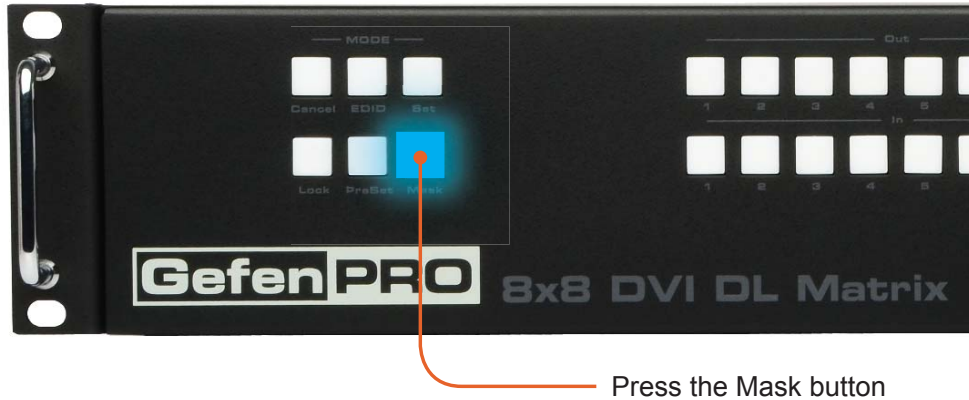 MODE
Cancel EDID Set
Lock PreSet Mask
Out
1 2 3 4 5
In
1 2 3 4 5
GefenPRO 8x8 DVI DL Matrix
Press the Mask button